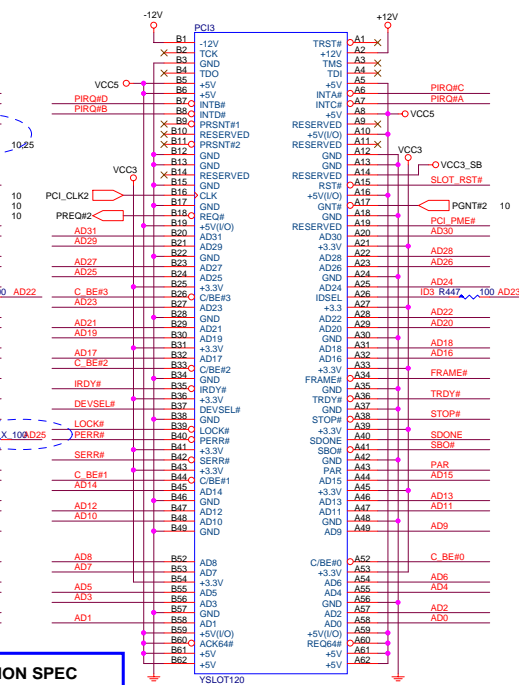 -12V
+12V
PCI3
B1 -12V TRST# A1
B2 TCK +12V A2
B3 GND TMS A3
B4 TDO TDI A4
VCC5 B5 +5V +5V A5
B6 +5V INTA# A6 PIRQ#C
PIRQ#D B7 INTB# INTC# A7 PIRQ#A
PIRQ#B B8 INTD# +5V A8 VCC5
B9 PRSNT#1 RESERVED A9
B10 RESERVED +5V(I/O) A10
10,25 B11 PRSNT#2 RESERVED A11
B12 GND GND A12 VCC3
B13 GND GND A13 VCC3_SB
VCC3 B14 RESERVED A14
B15 GND RST# A15 SLOT_RST#
10 PCI_CLK2 B16 CLK +5V(I/O) A16
10 B17 GND GNT# A17 PGNT#2 10
10 PREQ#2 B18 REQ# GND A18
B19 +5V(I/O) RESERVED A19 PCI_PME#
AD31 B20 AD31 AD30 A20 AD30
AD29 B21 AD29 +3.3V A21
B22 GND AD28 A22 AD28
AD27 B23 AD27 AD26 A23 AD26
AD25 B24 AD25 GND A24
B25 +3.3V AD24 A25 AD24
AD22 C_BE#3 B26 C/BE#3 IDSEL A26 ID3 R447 100 AD23
AD23 B27 AD23 +3.3 A27
B28 GND AD22 A28 AD22
AD21 B29 AD21 AD20 A29 AD20
AD19 B30 AD19 GND A30
B31 +3.3V AD18 A31 AD18
AD17 B32 AD17 AD16 A32 AD16
C_BE#2 B33 C/BE#2 +3.3V A33
B34 GND FRAME# A34 FRAME#
IRDY# B35 IRDY# GND A35
B36 +3.3V TRDY# A36 TRDY#
DEVSEL# B37 DEVSEL# GND A37
B38 GND STOP# A38 STOP#
LOCK# B39 LOCK# +3.3V A39
X_100 AD25 PERR# B40 PERR# SDONE A40 SDONE
B41 +3.3V SBO# A41 SBO#
SERR# B42 SERR# GND A42
B43 +3.3V PAR A43 PAR
C_BE#1 B44 C/BE#1 AD15 A44 AD15
AD14 B45 AD14 +3.3V A45
B46 GND AD13 A46 AD13
AD12 B47 AD12 AD11 A47 AD11
AD10 B48 AD10 GND A48
B49 GND AD9 A49 AD9
AD8 B52 AD8 C/BE#0 A52 C_BE#0
AD7 B53 AD7 +3.3V A53
B54 +3.3V AD6 A54 AD6
AD5 B55 AD5 AD4 A55 AD4
AD3 B56 AD3 GND A56
B57 GND AD2 A57 AD2
AD1 B58 AD1 AD0 A58 AD0
B59 +5V(I/O) +5V(I/O) A59
B60 ACK64# REQ64# A60
B61 +5V +5V A61
B62 +5V +5V A62
YSLOT120
ION SPEC